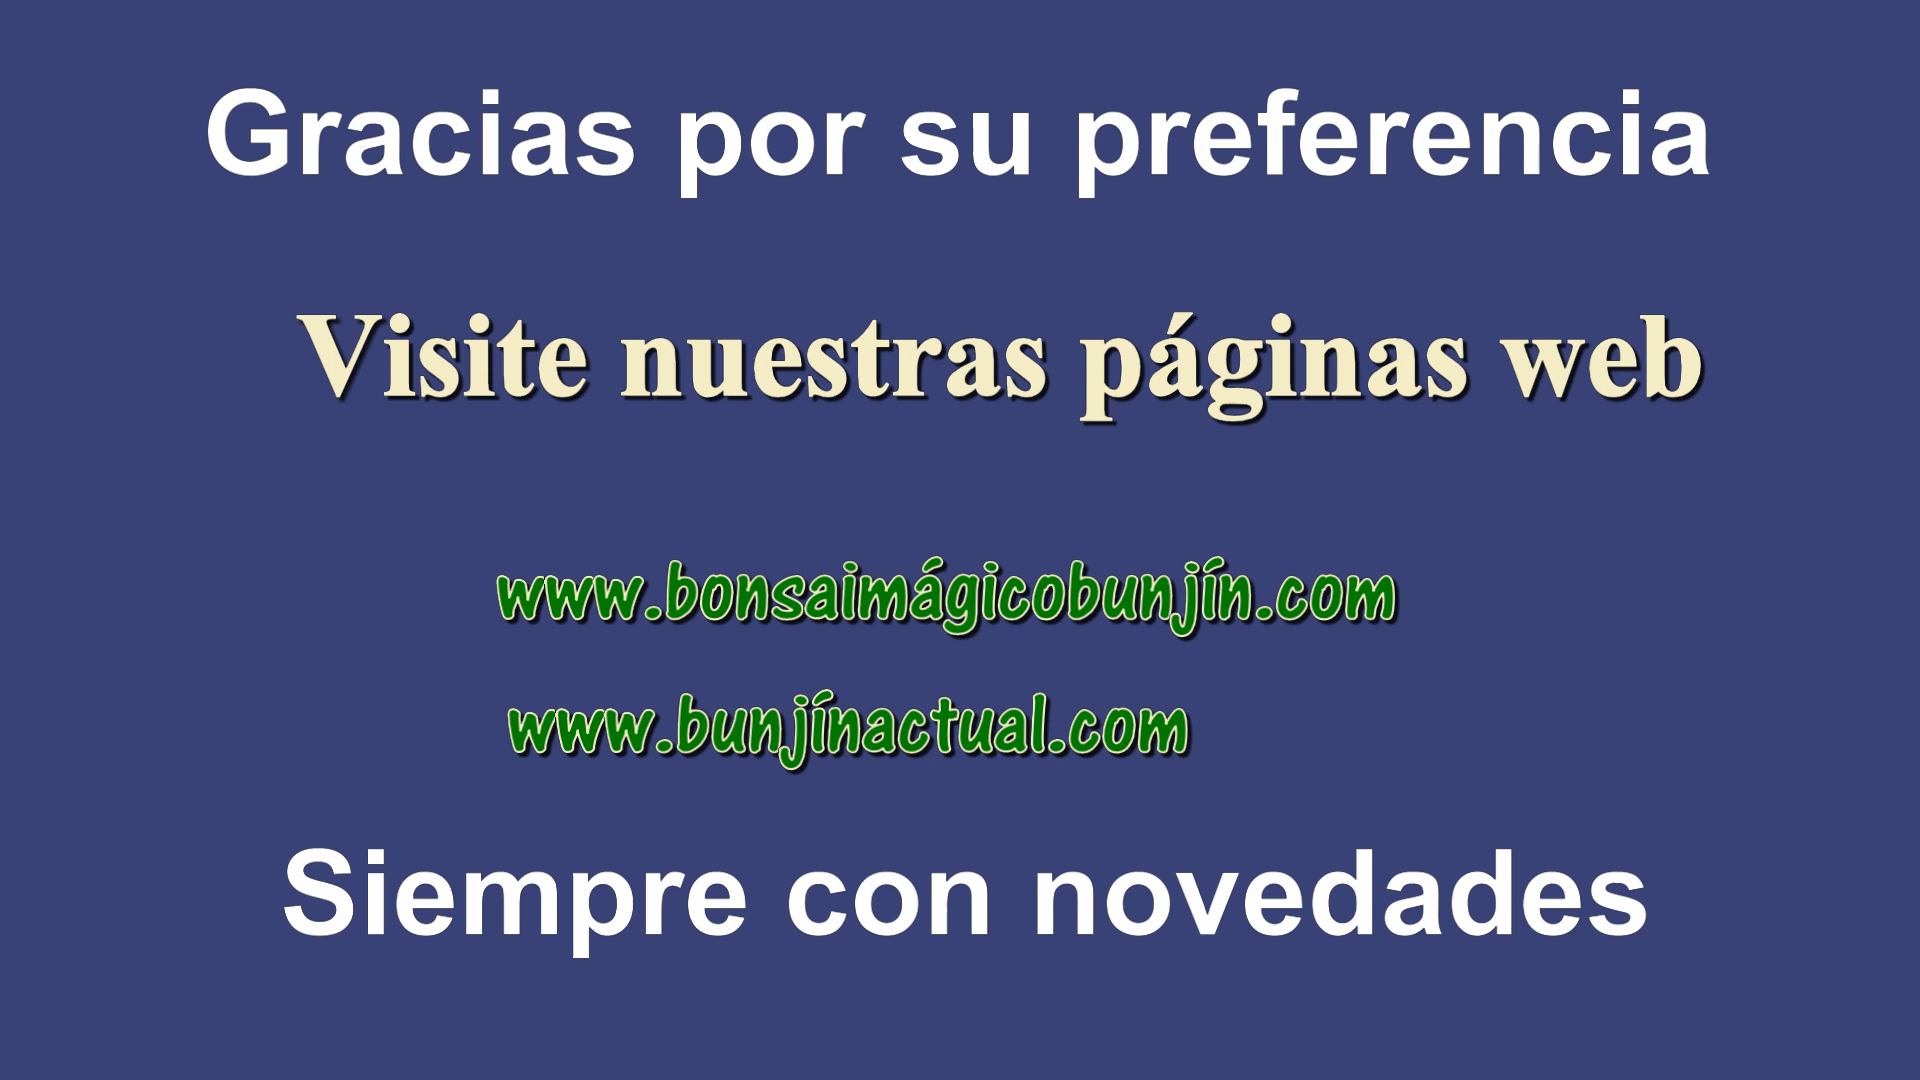 Gracias por su preferencia
Visite nuestras páginas web
www.bonsaimágicobunjín.com
www.bunjínactual.com
Siempre con novedades